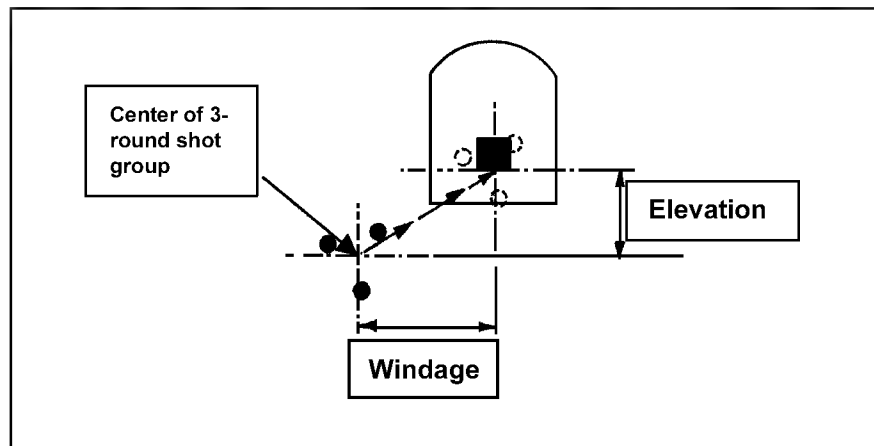 Center of 3-
round shot
group
Elevation
Windage